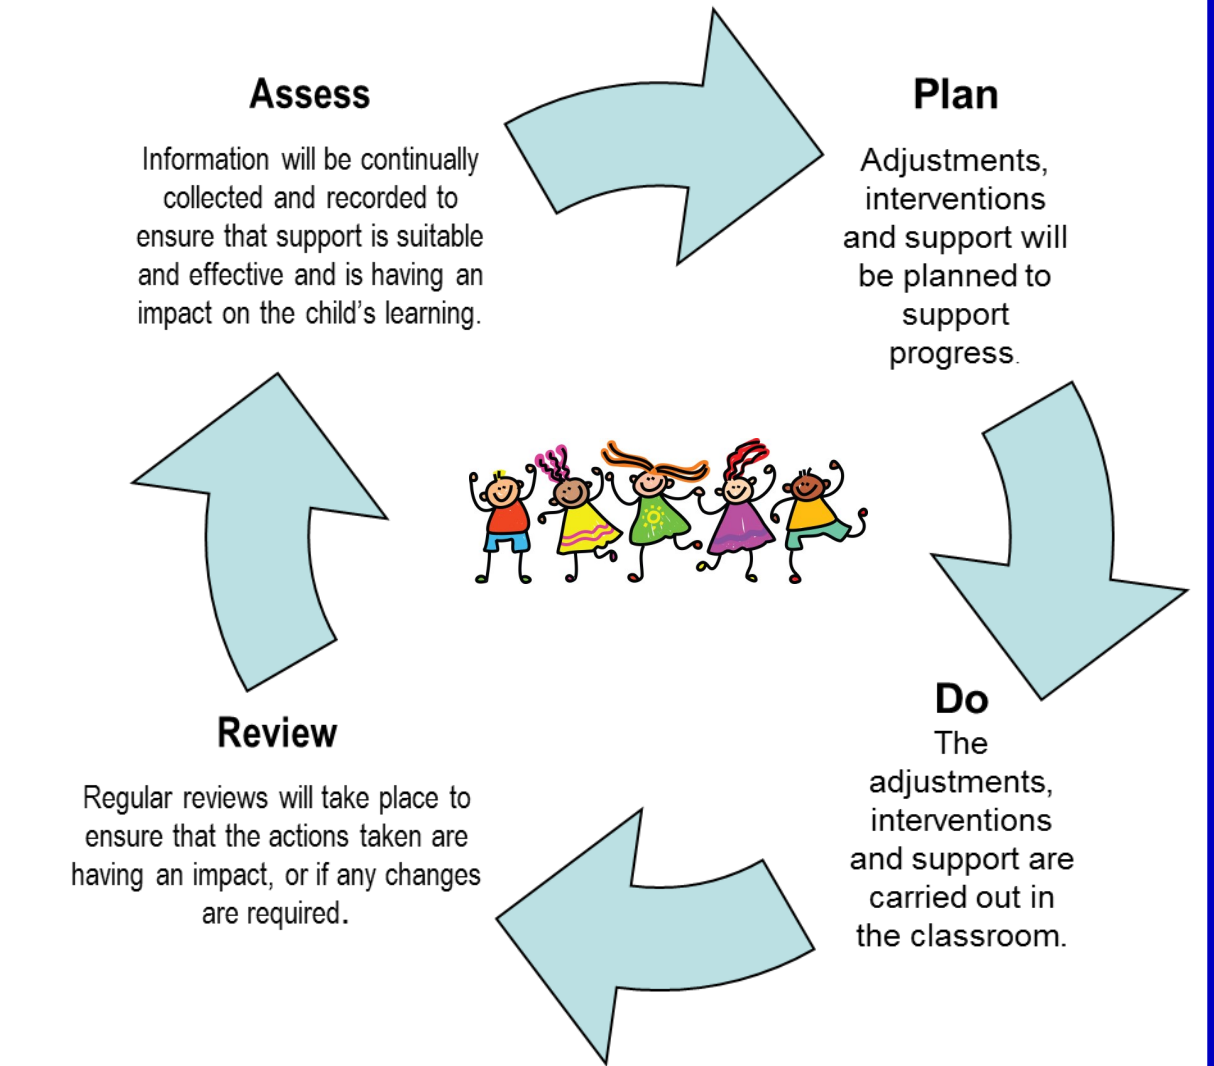 Assess
Information will be continually
collected and recorded to
ensure that support is suitable
and effective and is having an
impact on the child’s learning.
Plan
Adjustments,
interventions
and support will
be planned to
support
progress.
Do
The
adjustments,
interventions
and support are
carried out in
the classroom.
Review
Regular reviews will take place to
ensure that the actions taken are
having an impact, or if any changes
are required.